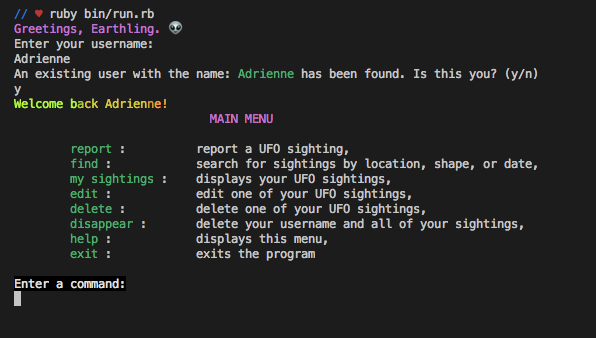 // ♥ ruby bin/run.rb
Greetings, Earthling. 👽
Enter your username:
Adrienne
An existing user with the name: Adrienne has been found. Is this you? (y/n)
y
Welcome back Adrienne!
MAIN MENU
report : report a UFO sighting,
find : search for sightings by location, shape, or date,
my sightings : displays your UFO sightings,
edit : edit one of your UFO sightings,
delete : delete one of your UFO sightings,
disappear : delete your username and all of your sightings,
help : displays this menu,
exit : exits the program
Enter a command: